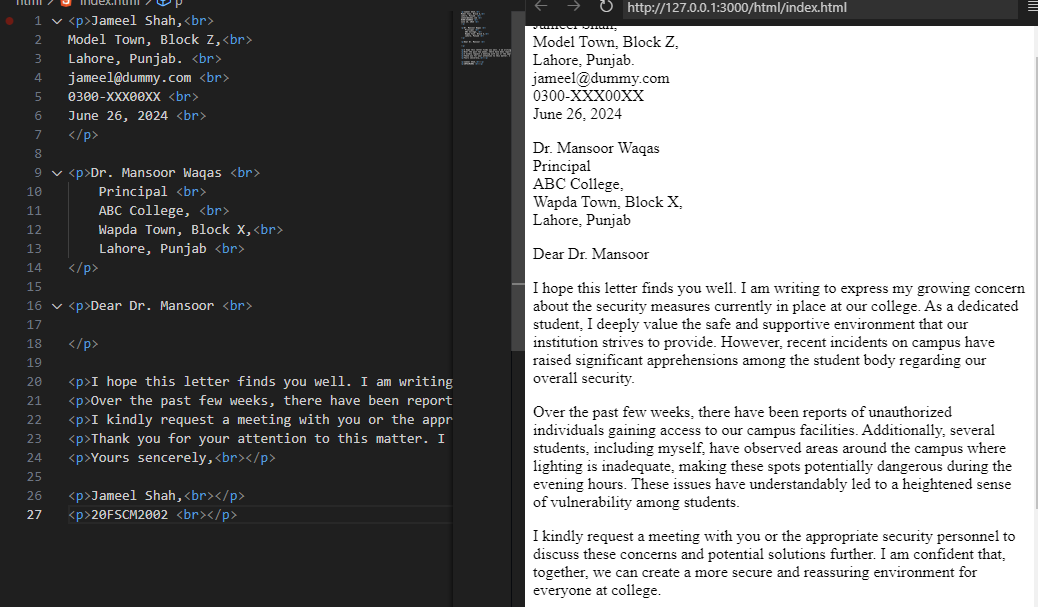 html > index.html > p
1 <p>Jameel Shah,<br>
2 Model Town, Block Z,<br>
3 Lahore, Punjab. <br>
4 jameel@dummy.com <br>
5 0300-XXX00XX <br>
6 June 26, 2024 <br>
7 </p>
8
9 <p>Dr. Mansoor Waqas <br>
10 Principal <br>
11 ABC College, <br>
12 Wapda Town, Block X,<br>
13 Lahore, Punjab <br>
14 </p>
15
16 <p>Dear Dr. Mansoor <br>
17
18 </p>
19
20 <p>I hope this letter finds you well. I am writing
21 <p>Over the past few weeks, there have been report
22 <p>I kindly request a meeting with you or the appr
23 <p>Thank you for your attention to this matter. I
24 <p>Yours sencerely,<br></p>
25
26 <p>Jameel Shah,<br></p>
27 <p>20FSCM2002 <br></p>
http://127.0.0.1:3000/html/index.html
Jameel Shah,
Model Town, Block Z,
Lahore, Punjab.
jameel@dummy.com
0300-XXX00XX
June 26, 2024
Dr. Mansoor Waqas
Principal
ABC College,
Wapda Town, Block X,
Lahore, Punjab
Dear Dr. Mansoor
I hope this letter finds you well. I am writing to express my growing concern
about the security measures currently in place at our college. As a dedicated
student, I deeply value the safe and supportive environment that our
institution strives to provide. However, recent incidents on campus have
raised significant apprehensions among the student body regarding our
overall security.
Over the past few weeks, there have been reports of unauthorized
individuals gaining access to our campus facilities. Additionally, several
students, including myself, have observed areas around the campus where
lighting is inadequate, making these spots potentially dangerous during the
evening hours. These issues have understandably led to a heightened sense
of vulnerability among students.
I kindly request a meeting with you or the appropriate security personnel to
discuss these concerns and potential solutions further. I am confident that,
together, we can create a more secure and reassuring environment for
everyone at college.